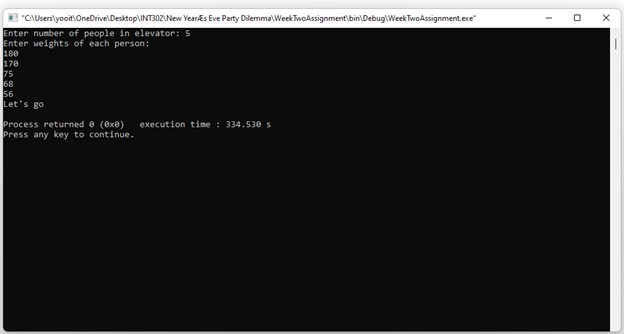 "C:\Users\yooit\OneDrive\Desktop\INT302\New YearÆs Eve Party Dilemma\WeekTwoAssignment\bin\Debug\WeekTwoAssignment.exe"
Enter number of people in elevator: 5
Enter weights of each person:
180
170
75
68
56
Let's go
Process returned 0 (0x0)   execution time : 334.530 s
Press any key to continue.